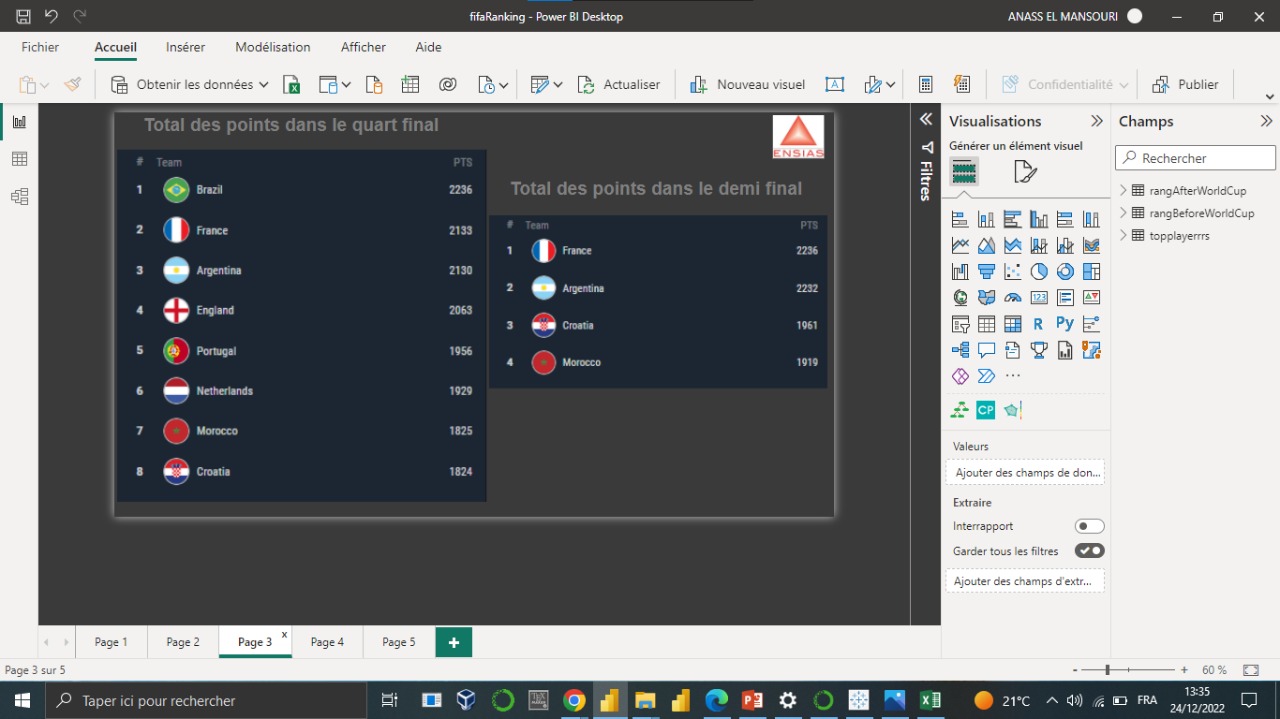 fifaRanking - Power BI Desktop
ANASS EL MANSOURI
Fichier Accueil Insérer Modélisation Afficher Aide
Obtenir les données Actualiser Nouveau visuel Confidentialité Publier
Total des points dans le quart final
# Team PTS
1 Brazil 2236
2 France 2133
3 Argentina 2130
4 England 2063
5 Portugal 1956
6 Netherlands 1929
7 Morocco 1825
8 Croatia 1824
ENSIAS
Total des points dans le demi final
# Team PTS
1 France 2236
2 Argentina 2232
3 Croatia 1961
4 Morocco 1919
Filtres
Visualisations
Générer un élément visuel
123
R Py
CP
Valeurs
Ajouter des champs de don...
Extraire
Interrapport
Garder tous les filtres
Ajouter des champs d'extr...
Champs
Rechercher
rangAfterWorldCup
rangBeforeWorldCup
topplayerrrs
Page 1 Page 2 Page 3 x Page 4 Page 5 +
Page 3 sur 5
- + 60 %
Taper ici pour rechercher
21°C
FRA
13:35
24/12/2022